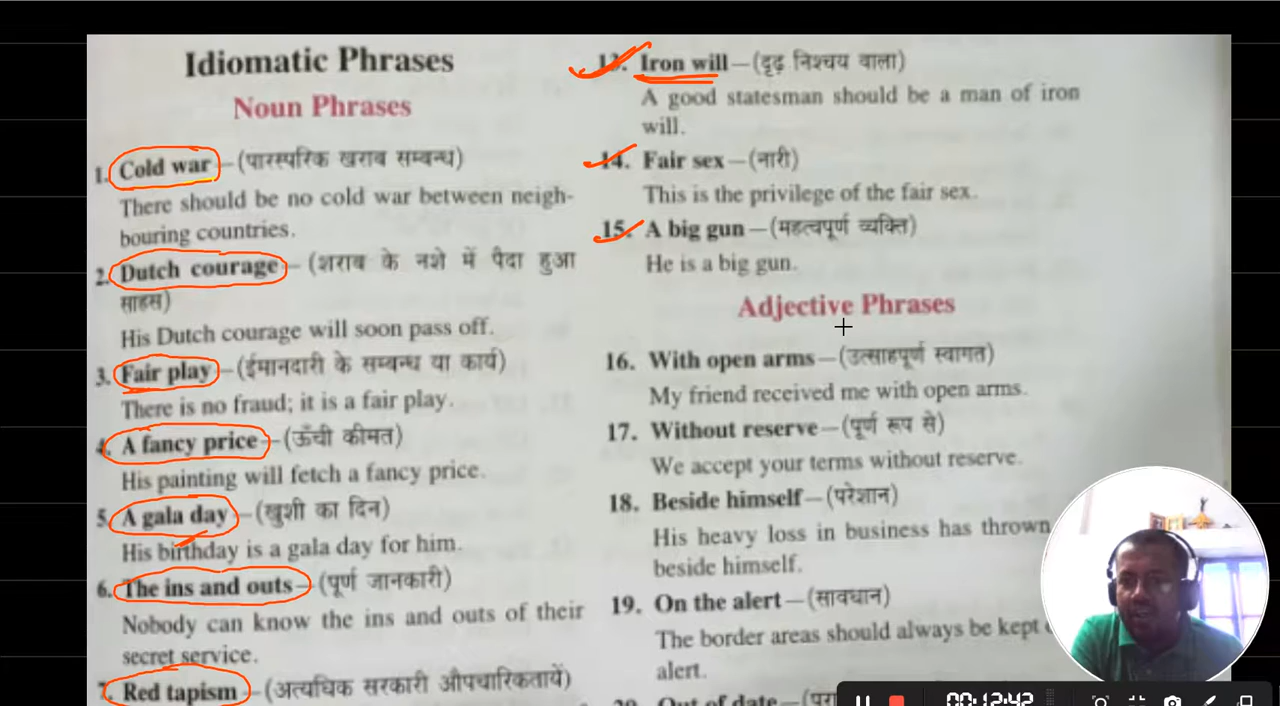 Idiomatic Phrases
Noun Phrases
1. Cold war–(पारस्परिक खराब सम्बन्ध)
There should be no cold war between neigh-
bouring countries.
2. Dutch courage–(शराब के नशे में पैदा हुआ
साहस)
His Dutch courage will soon pass off.
3. Fair play–(ईमानदारी के सम्बन्ध या कार्य)
There is no fraud; it is a fair play.
4. A fancy price–(ऊँची कीमत)
His painting will fetch a fancy price.
5. A gala day–(खुशी का दिन)
His birthday is a gala day for him.
6. The ins and outs–(पूर्ण जानकारी)
Nobody can know the ins and outs of their
secret service.
7. Red tapism–(अत्यधिक सरकारी औपचारिकतायें)
13. Iron will–(दृढ़ निश्चय वाला)
A good statesman should be a man of iron
will.
14. Fair sex–(नारी)
This is the privilege of the fair sex.
15. A big gun–(महत्वपूर्ण व्यक्ति)
He is a big gun.
Adjective Phrases
16. With open arms–(उत्साहपूर्ण स्वागत)
My friend received me with open arms.
17. Without reserve–(पूर्ण रूप से)
We accept your terms without reserve.
18. Beside himself–(परेशान)
His heavy loss in business has thrown
beside himself.
19. On the alert–(सावधान)
The border areas should always be kept
alert.
20. Out of date–
00:12:42